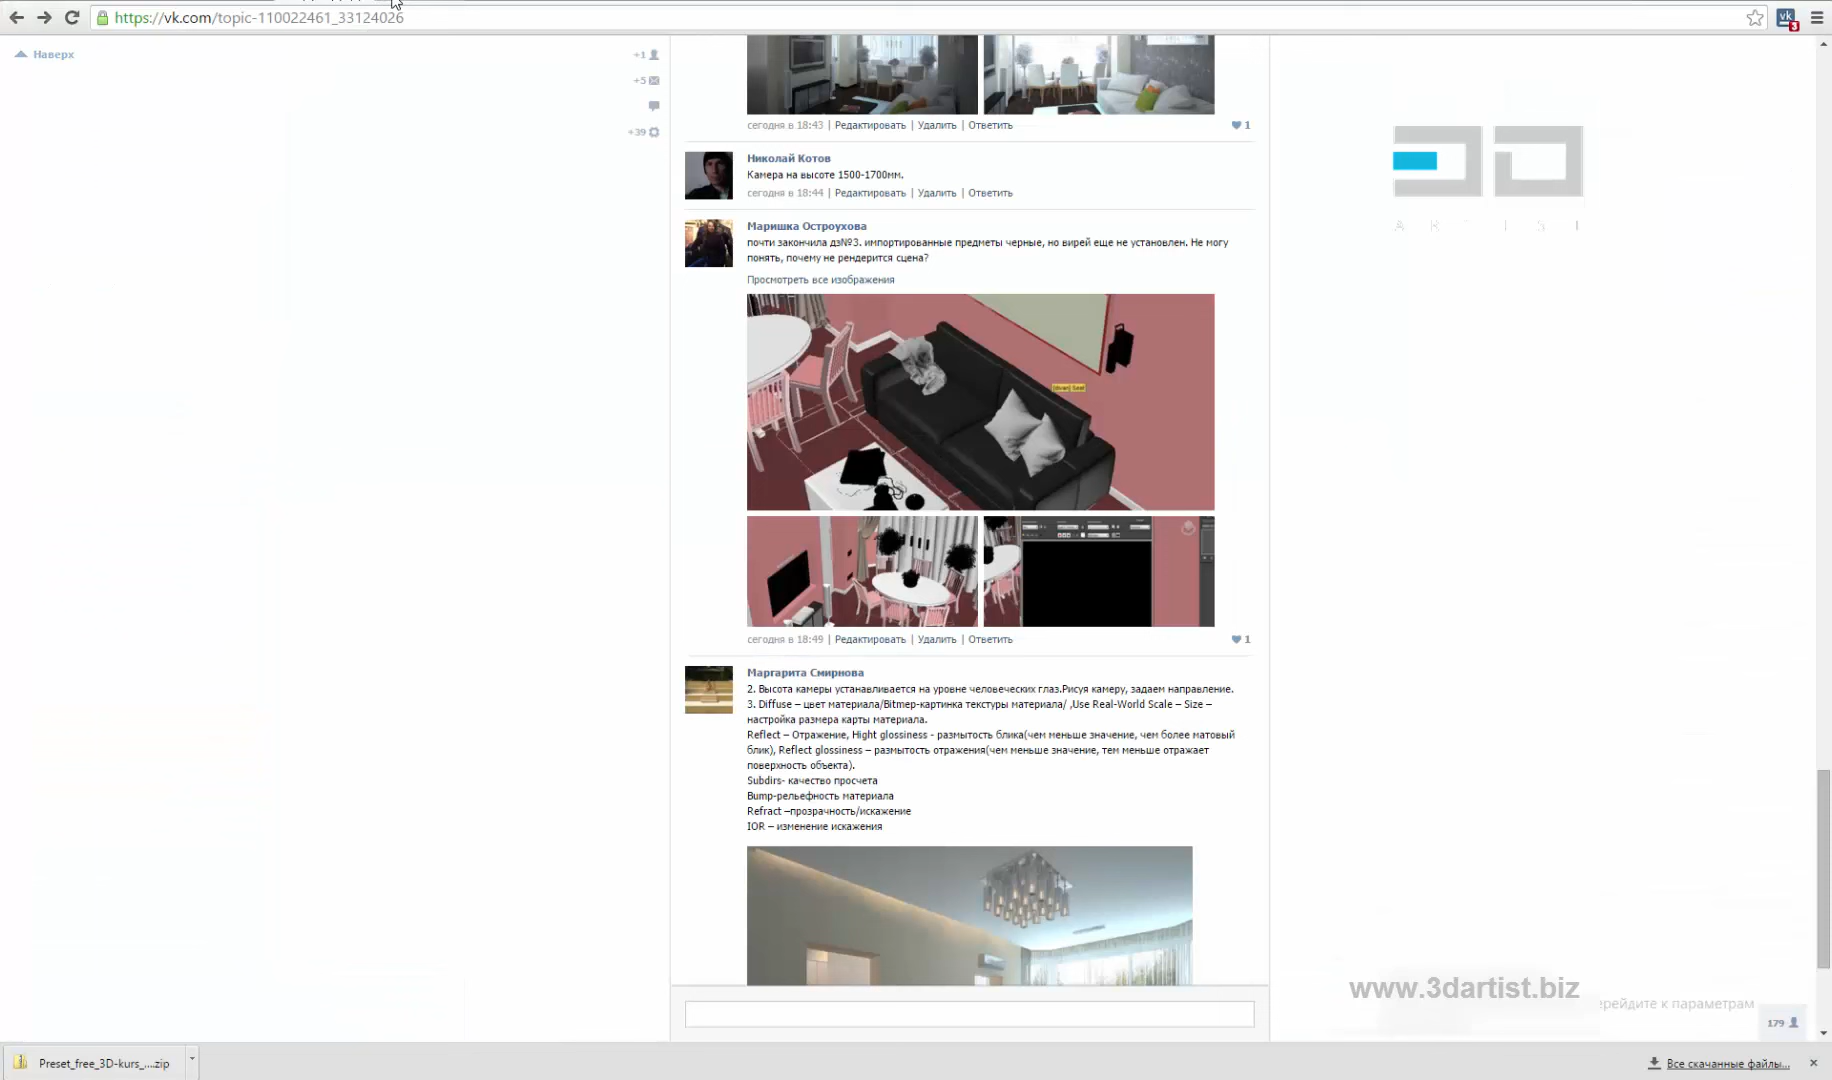 https://vk.com/topic-110022461_33124026
vk
3
Наверх
+1
+5
+39
сегодня в 18:43 | Редактировать | Удалить | Ответить
1
Николай Котов
Камера на высоте 1500-1700мм.
сегодня в 18:44 | Редактировать | Удалить | Ответить
Маришка Остроухова
почти закончила дз№3. импортированные предметы черные, но вирей еще не установлен. Не могу
понять, почему не рендерится сцена?
Просмотреть все изображения
сегодня в 18:49 | Редактировать | Удалить | Ответить
1
Маргарита Смирнова
2. Высота камеры устанавливается на уровне человеческих глаз.Рисуя камеру, задаем направление.
3. Diffuse – цвет материала/Bitmep-картинка текстуры материала/ ,Use Real-World Scale – Size –
настройка размера карты материала.
Reflect – Отражение, Hight glossiness - размытость блика(чем меньше значение, чем более матовый
блик), Reflect glossiness – размытость отражения(чем меньше значение, тем меньше отражает
поверхность объекта).
Subdirs- качество просчета
Bump-рельефность материала
Refract –прозрачность/искажение
IOR – изменение искажения
3D
www.3dartist.biz
ерейдите к параметрам
179
Preset_free_3D-kurs_....zip
Все скачанные файлы...